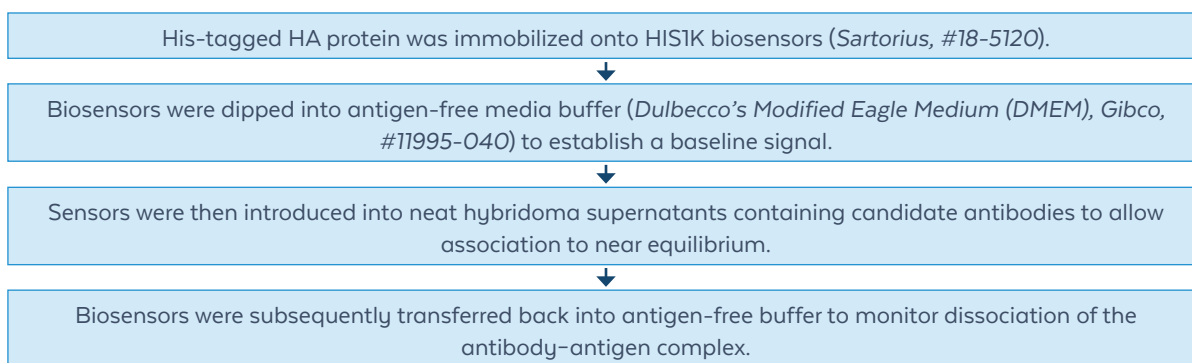 His-tagged HA protein was immobilized onto HIS1K biosensors (Sartorius, #18-5120).
Biosensors were dipped into antigen-free media buffer (Dulbecco's Modified Eagle Medium (DMEM), Gibco,
#11995-040) to establish a baseline signal.
Sensors were then introduced into neat hybridoma supernatants containing candidate antibodies to allow
association to near equilibrium.
Biosensors were subsequently transferred back into antigen-free buffer to monitor dissociation of the
antibody–antigen complex.